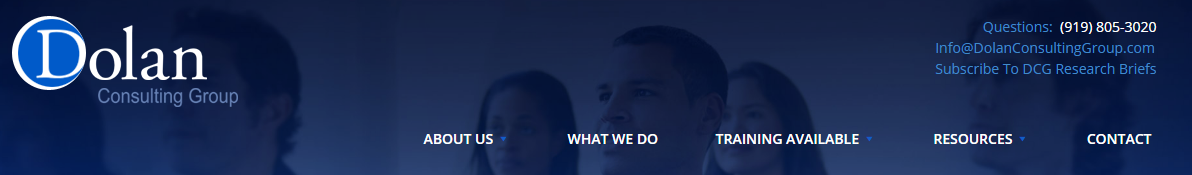 Dolan
Consulting Group
Questions: (919) 805-3020
Info@DolanConsultingGroup.com
Subscribe To DCG Research Briefs
ABOUT US
WHAT WE DO
TRAINING AVAILABLE
RESOURCES
CONTACT